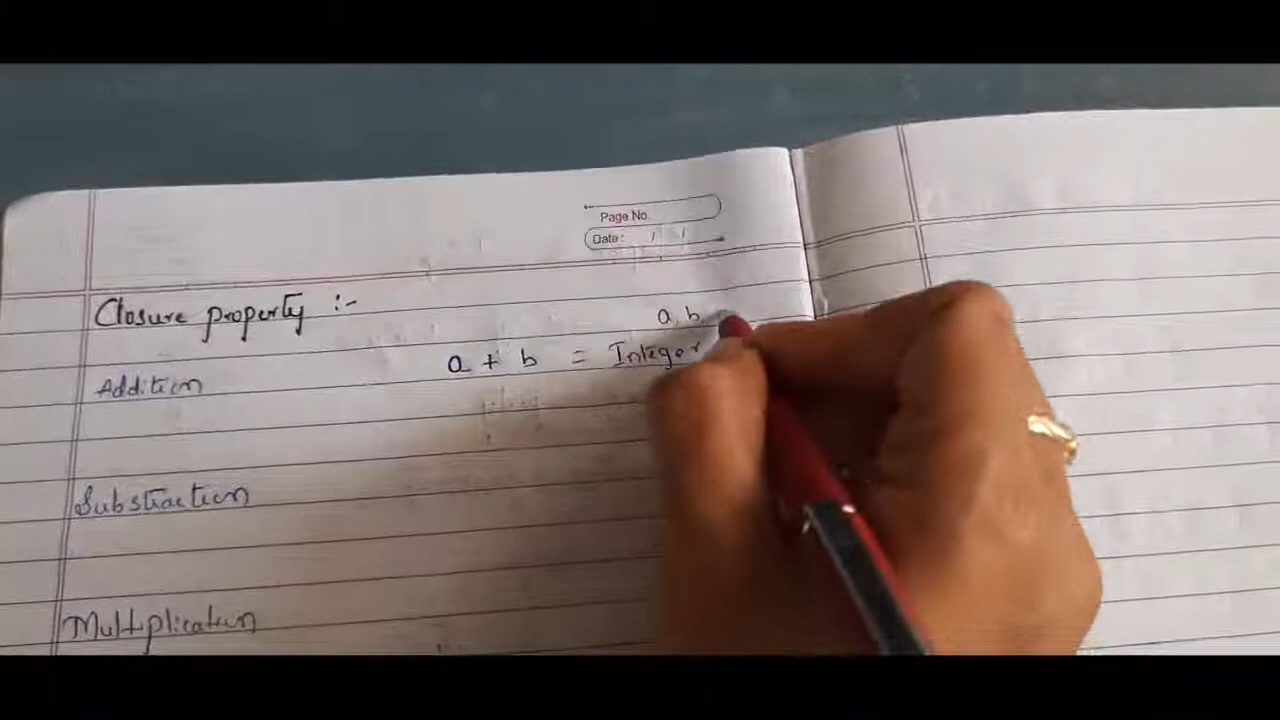 Page No.
Date: / /
Closure property :-
a, b,
a + b = Integer
Addition
Substraction
Multiplication